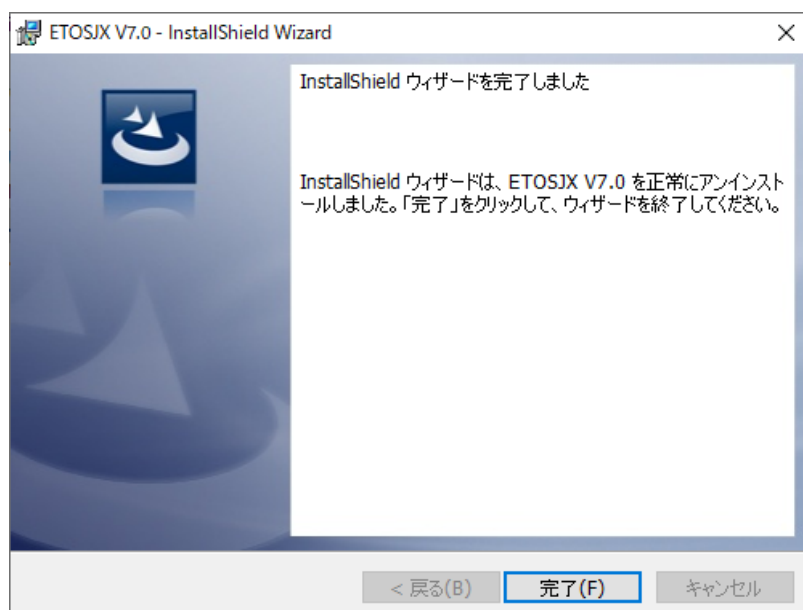 ETOSJX V7.0 - InstallShield Wizard
InstallShield ウィザードを完了しました
InstallShield ウィザードは、ETOSJX V7.0 を正常にアンインスト
ールしました。「完了」をクリックして、ウィザードを終了してください。
< 戻る(B)
完了(F)
キャンセル